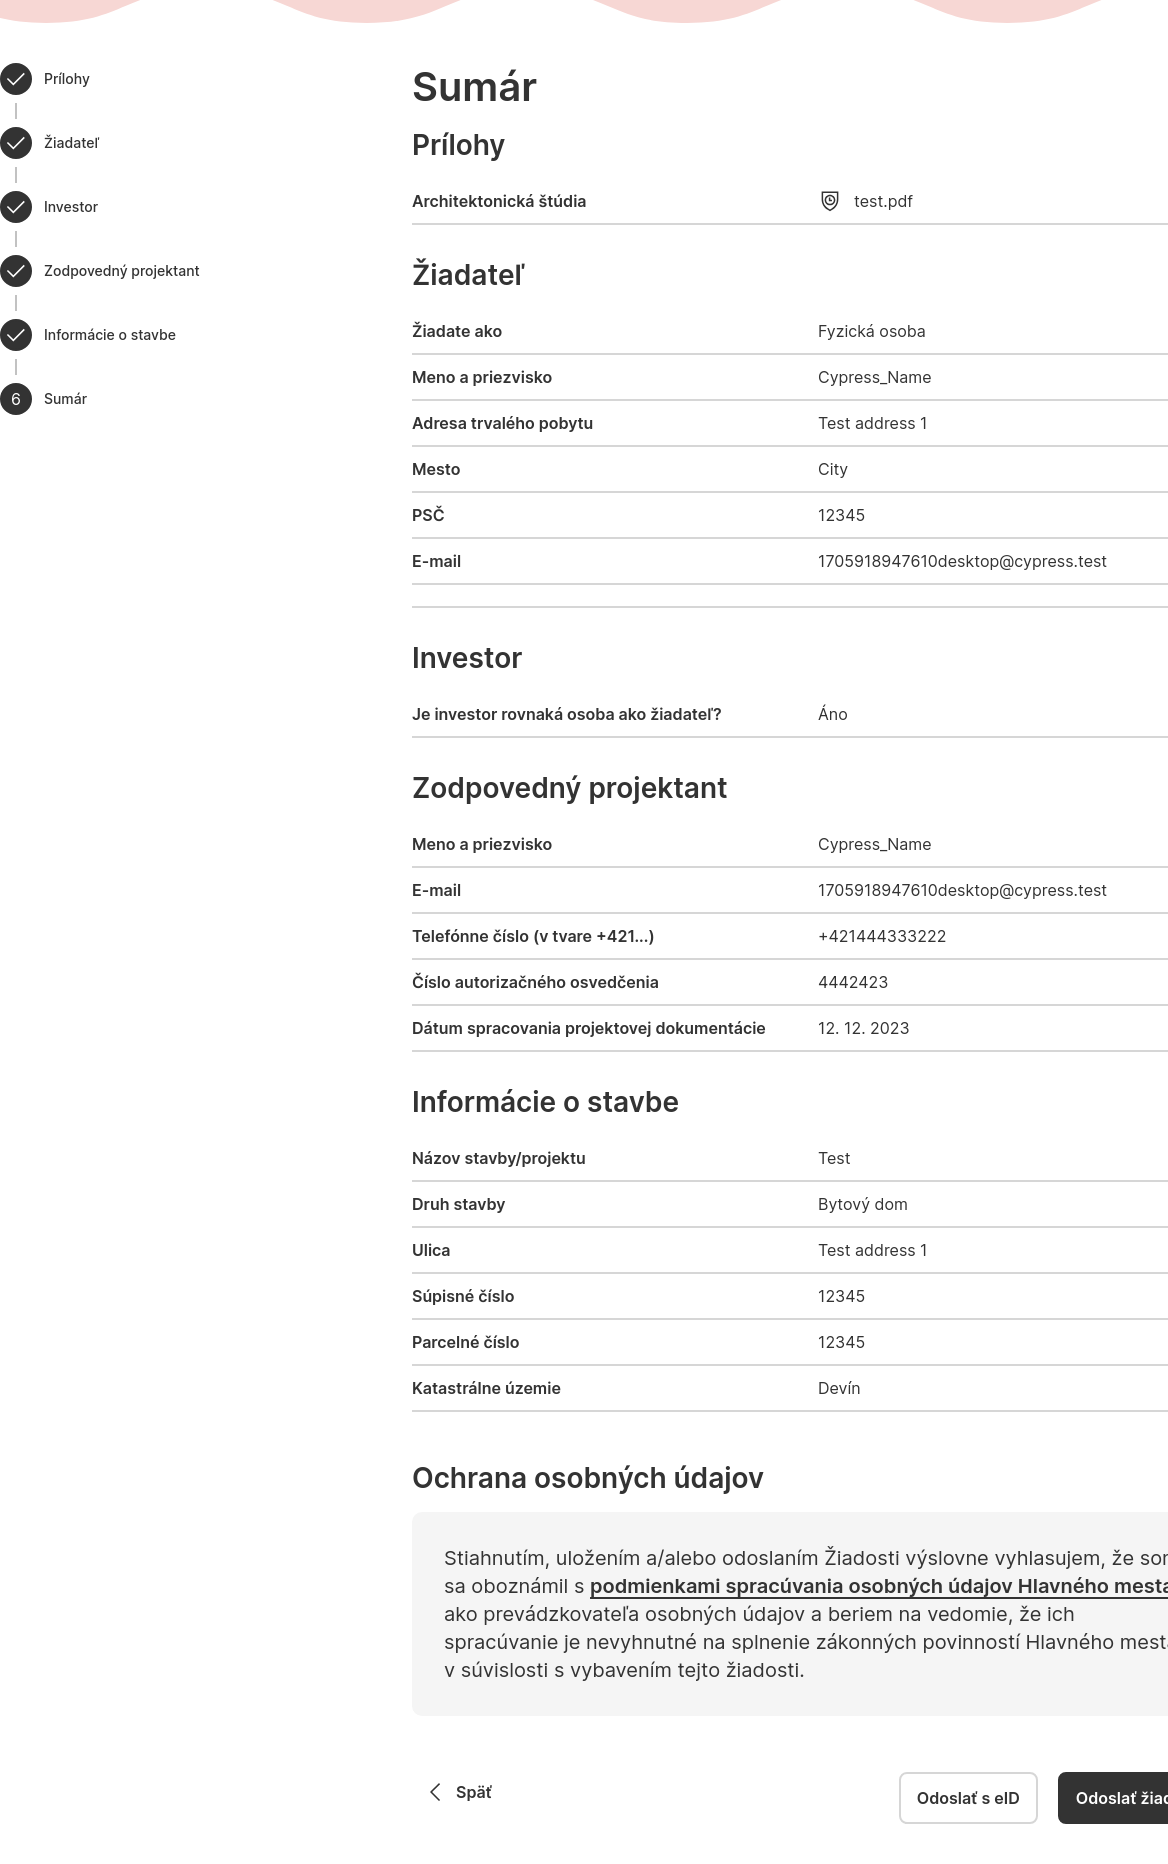 Prílohy
Žiadateľ
Investor
Zodpovedný projektant
Informácie o stavbe
6 Sumár
Sumár
Prílohy
Architektonická štúdia test.pdf
Žiadateľ
Žiadate ako Fyzická osoba
Meno a priezvisko Cypress_Name
Adresa trvalého pobytu Test address 1
Mesto City
PSČ 12345
E-mail 1705918947610desktop@cypress.test
Investor
Je investor rovnaká osoba ako žiadateľ? Áno
Zodpovedný projektant
Meno a priezvisko Cypress_Name
E-mail 1705918947610desktop@cypress.test
Telefónne číslo (v tvare +421...) +421444333222
Číslo autorizačného osvedčenia 4442423
Dátum spracovania projektovej dokumentácie 12. 12. 2023
Informácie o stavbe
Názov stavby/projektu Test
Druh stavby Bytový dom
Ulica Test address 1
Súpisné číslo 12345
Parcelné číslo 12345
Katastrálne územie Devín
Ochrana osobných údajov
Stiahnutím, uložením a/alebo odoslaním Žiadosti výslovne vyhlasujem, že
sa oboznámil s podmienkami spracúvania osobných údajov Hlavného mesta
ako prevádzkovateľa osobných údajov a beriem na vedomie, že ich
spracúvanie je nevyhnutné na splnenie zákonných povinností Hlavného mesta
v súvislosti s vybavením tejto žiadosti.
Späť
Odoslať s eID
Odoslať